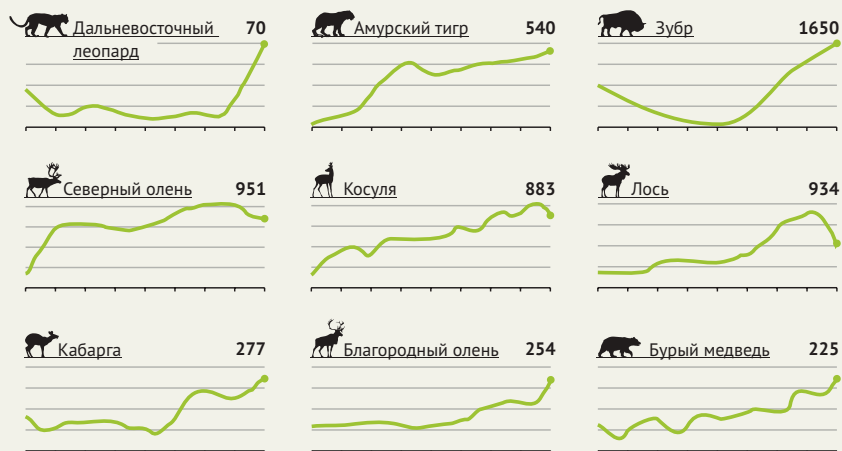 Дальневосточный 70
леопард
Амурский тигр 540
Зубр 1650
Северный олень 951
Косуля 883
Лось 934
Кабарга 277
Благородный олень 254
Бурый медведь 225